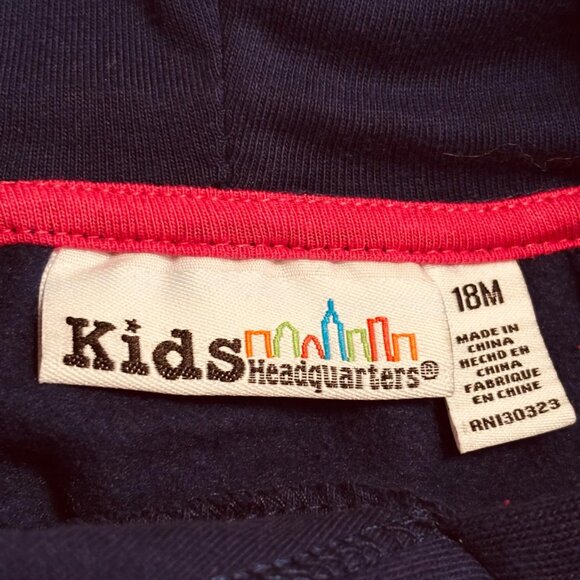 Kids
Headquarters®
18M
MADE IN
CHINA
HECHO EN
CHINA
FABRIQUE
EN CHINE
RN130323